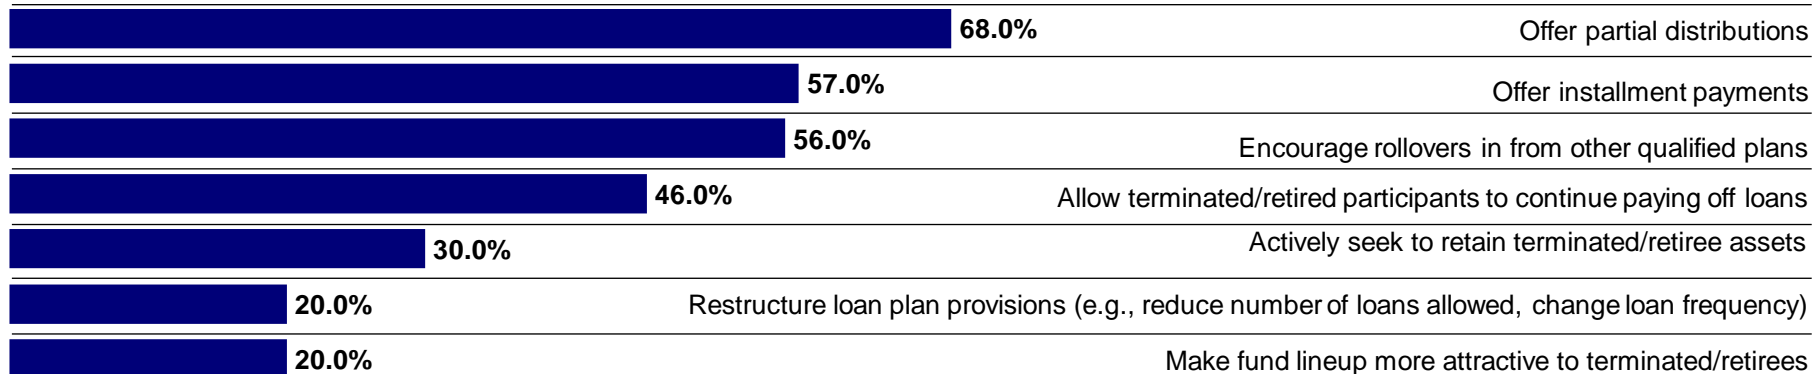 68.0% Offer partial distributions
57.0% Offer installment payments
56.0% Encourage rollovers in from other qualified plans
46.0% Allow terminated/retired participants to continue paying off loans
30.0% Actively seek to retain terminated/retiree assets
20.0% Restructure loan plan provisions (e.g., reduce number of loans allowed, change loan frequency)
20.0% Make fund lineup more attractive to terminated/retirees